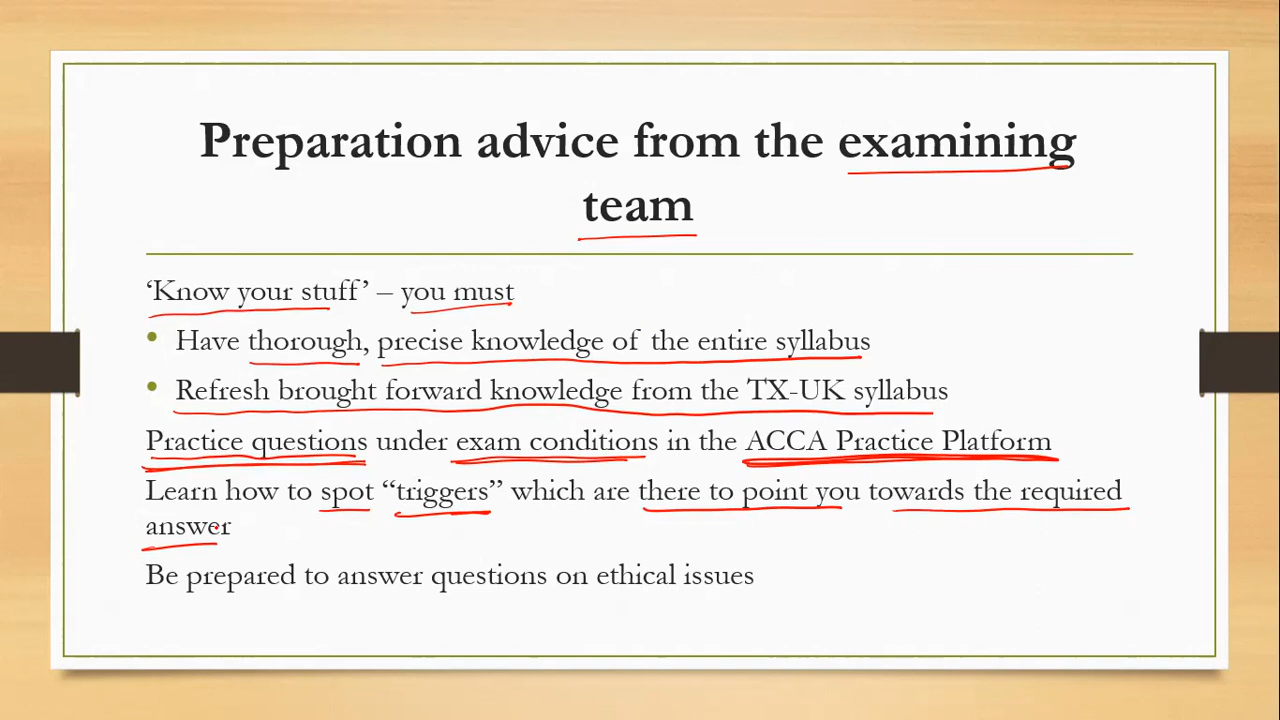 Preparation advice from the examining
team
‘Know your stuff’ – you must
• Have thorough, precise knowledge of the entire syllabus
• Refresh brought forward knowledge from the TX-UK syllabus
Practice questions under exam conditions in the ACCA Practice Platform
Learn how to spot “triggers” which are there to point you towards the required
answer
Be prepared to answer questions on ethical issues